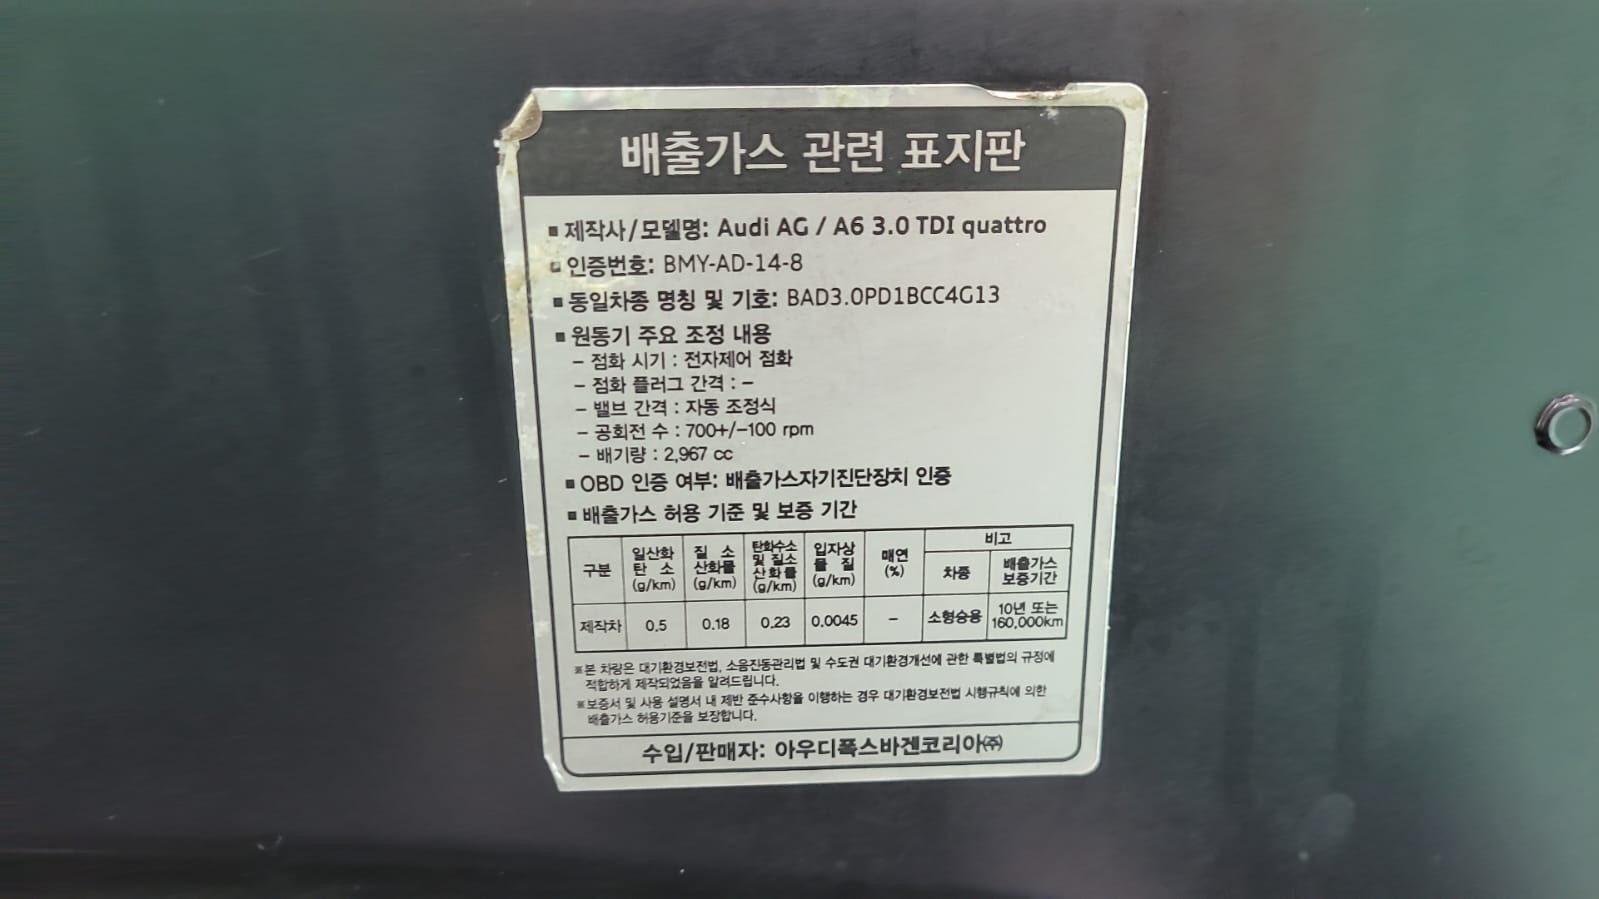 배출가스 관련 표지판
■ 제작사/모델명: Audi AG / A6 3.0 TDI quattro
■ 인증번호: BMY-AD-14-8
■ 동일차종 명칭 및 기호: BAD3.0PD1BCC4G13
■ 원동기 주요 조정 내용
– 점화 시기 : 전자제어 점화
– 점화 플러그 간격 : –
– 밸브 간격 : 자동 조정식
– 공회전 수 : 700+/-100 rpm
– 배기량 : 2,967 cc
■ OBD 인증 여부: 배출가스자기진단장치 인증
■ 배출가스 허용 기준 및 보증 기간
구분 일산화 탄소 (g/km) 질소 산화물 (g/km) 탄화수소 및 질소 산화물 (g/km) 입자상 물질 (g/km) 매연 (%) 비고
차종 배출가스 보증기간
제작차 0.5 0.18 0.23 0.0045 – 소형승용 10년 또는 160,000km
※본 차량은 대기환경보전법, 소음진동관리법 및 수도권 대기환경개선에 관한 특별법의 규정에
적합하게 제작되었음을 알려드립니다.
※보증서 및 사용 설명서 내 제반 준수사항을 이행하는 경우 대기환경보전법 시행규칙에 의한
배출가스 허용기준을 보장합니다.
수입/판매자: 아우디폭스바겐코리아㈜